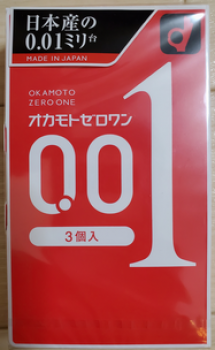 日本産の
0.01ミリ台
MADE IN JAPAN
OKAMOTO
ZERO ONE
オカモトゼロワン
0.01
3個入